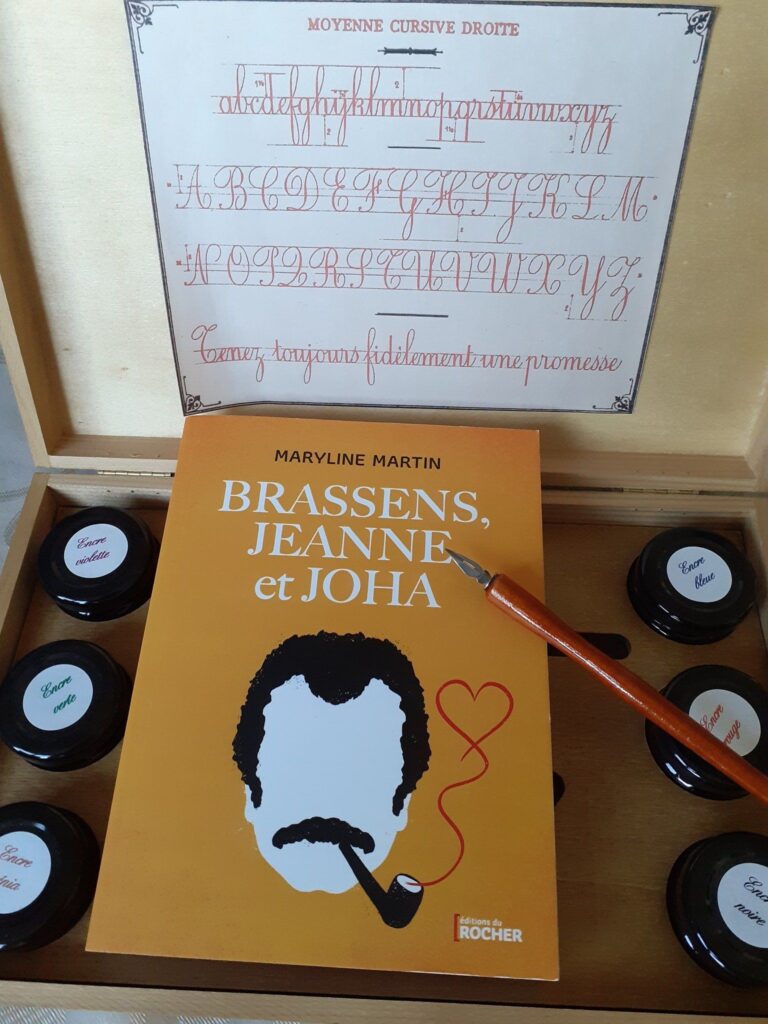 MOYENNE CURSIVE DROITE
abcdefghijklmnopqrstuvwxyz
ABCDEFGHIJKLM
NOPQRSTUVWXYZ
Tenez toujours fidèlement une promesse
MARYLINE MARTIN
BRASSENS,
JEANNE
et JOHA
éditions du
ROCHER
Encre
violette
Encre
verte
Encre
Encre
bleue
Encre
rouge
noire